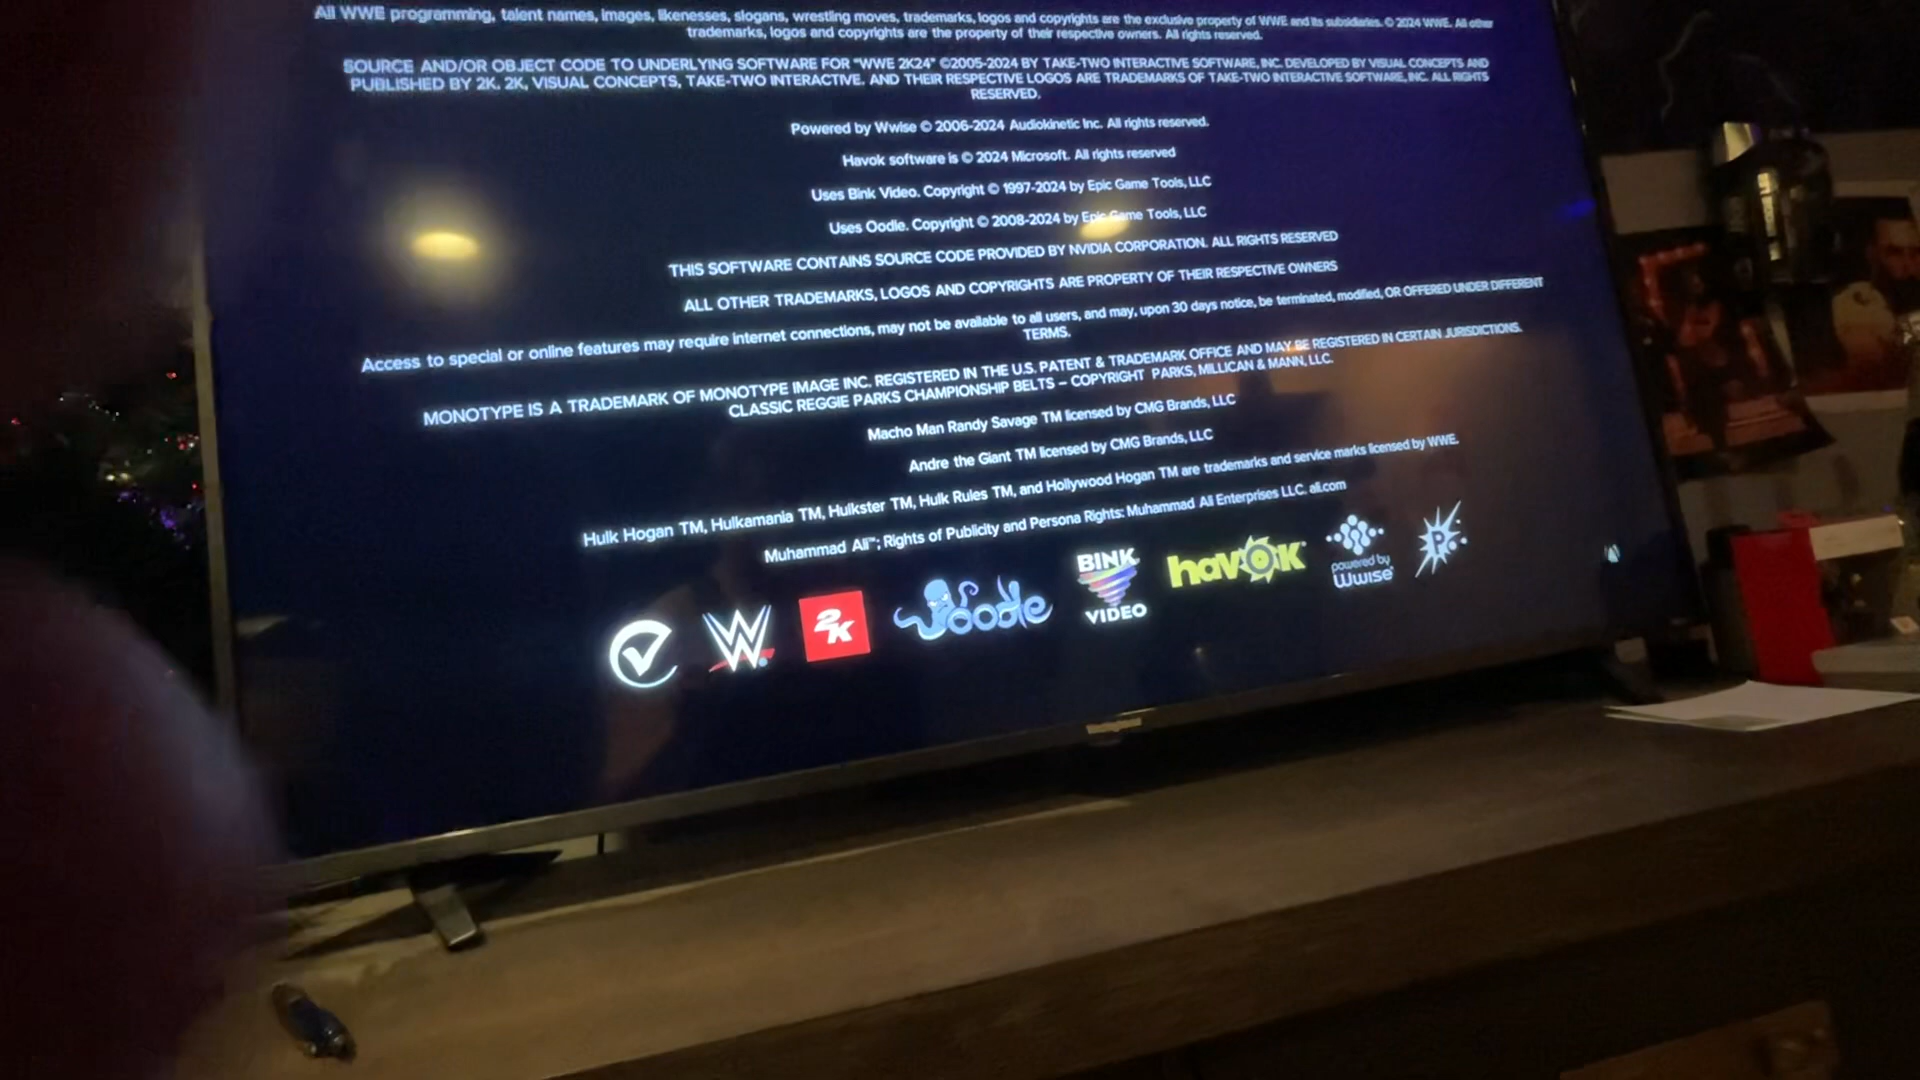 All WWE programming, talent names, images, likenesses, slogans, wrestling moves, trademarks, logos and copyrights are the exclusive property of WWE and its subsidiaries. © 2024 WWE. All other
trademarks, logos and copyrights are the property of their respective owners. All rights reserved.
SOURCE AND/OR OBJECT CODE TO UNDERLYING SOFTWARE FOR "WWE 2K24" ©2005-2024 BY TAKE-TWO INTERACTIVE SOFTWARE, INC. DEVELOPED BY VISUAL CONCEPTS AND
PUBLISHED BY 2K. 2K, VISUAL CONCEPTS, TAKE-TWO INTERACTIVE. AND THEIR RESPECTIVE LOGOS ARE TRADEMARKS OF TAKE-TWO INTERACTIVE SOFTWARE, INC. ALL RIGHTS
RESERVED.
Powered by Wwise © 2006-2024 Audiokinetic Inc. All rights reserved.
Havok software is © 2024 Microsoft. All rights reserved
Uses Bink Video. Copyright © 1997-2024 by Epic Game Tools, LLC
Uses Oodle. Copyright © 2008-2024 by Epic Game Tools, LLC
THIS SOFTWARE CONTAINS SOURCE CODE PROVIDED BY NVIDIA CORPORATION. ALL RIGHTS RESERVED
ALL OTHER TRADEMARKS, LOGOS AND COPYRIGHTS ARE PROPERTY OF THEIR RESPECTIVE OWNERS
Access to special or online features may require internet connections, may not be available to all users, and may, upon 30 days notice, be terminated, modified, OR OFFERED UNDER DIFFERENT
TERMS.
MONOTYPE IS A TRADEMARK OF MONOTYPE IMAGE INC. REGISTERED IN THE U.S. PATENT & TRADEMARK OFFICE AND MAY BE REGISTERED IN CERTAIN JURISDICTIONS.
CLASSIC REGGIE PARKS CHAMPIONSHIP BELTS – COPYRIGHT PARKS, MILLICAN & MANN, LLC.
Macho Man Randy Savage TM licensed by CMG Brands, LLC
Andre the Giant TM licensed by CMG Brands, LLC
Hulk Hogan TM, Hulkamania TM, Hulkster TM, Hulk Rules TM, and Hollywood Hogan TM are trademarks and service marks licensed by WWE.
Muhammad Ali™; Rights of Publicity and Persona Rights: Muhammad Ali Enterprises LLC. ali.com
W 2K oodle BINK VIDEO havok powered by Wwise P